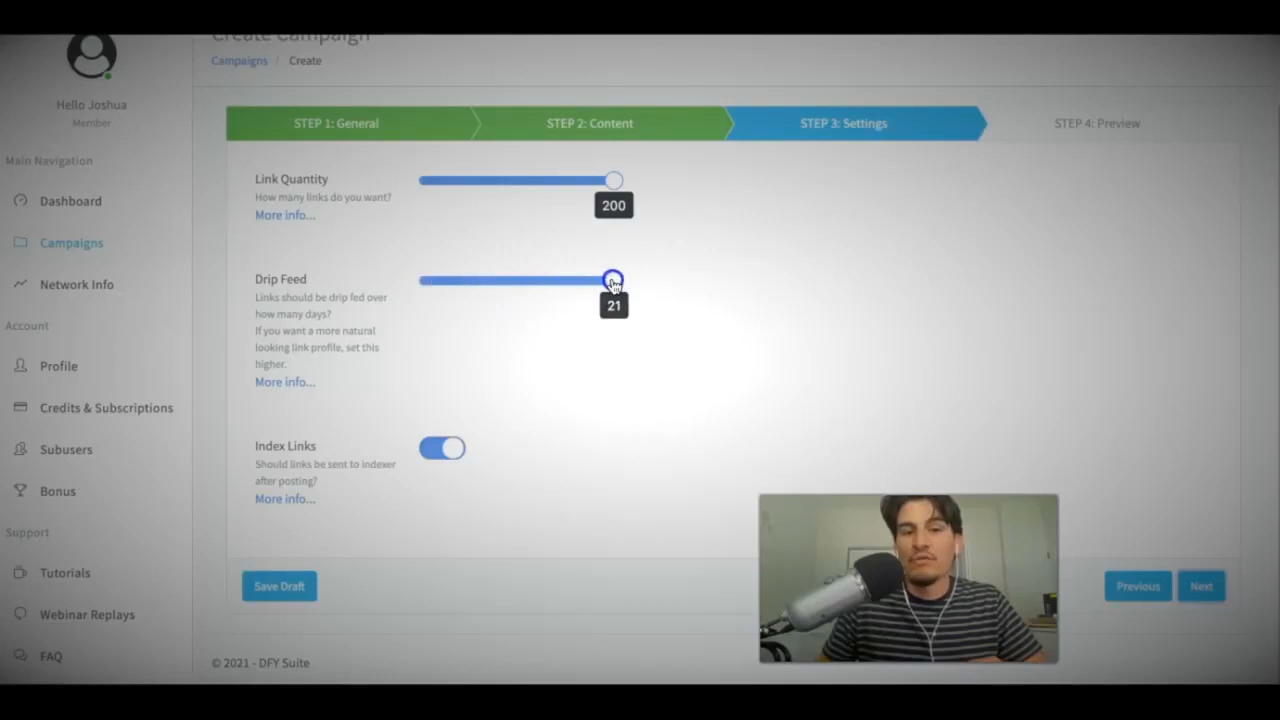 Create Campaign
Campaigns / Create
Hello Joshua
Member
Main Navigation
Dashboard
Campaigns
Network Info
Account
Profile
Credits & Subscriptions
Subusers
Bonus
Support
Tutorials
Webinar Replays
FAQ
STEP 1: General
STEP 2: Content
STEP 3: Settings
STEP 4: Preview
Link Quantity
How many links do you want?
More info...
200
Drip Feed
Links should be drip fed over
how many days?
If you want a more natural
looking link profile, set this
higher.
More info...
21
Index Links
Should links be sent to indexer
after posting?
More info...
Save Draft
Previous
Next
© 2021 - DFY Suite